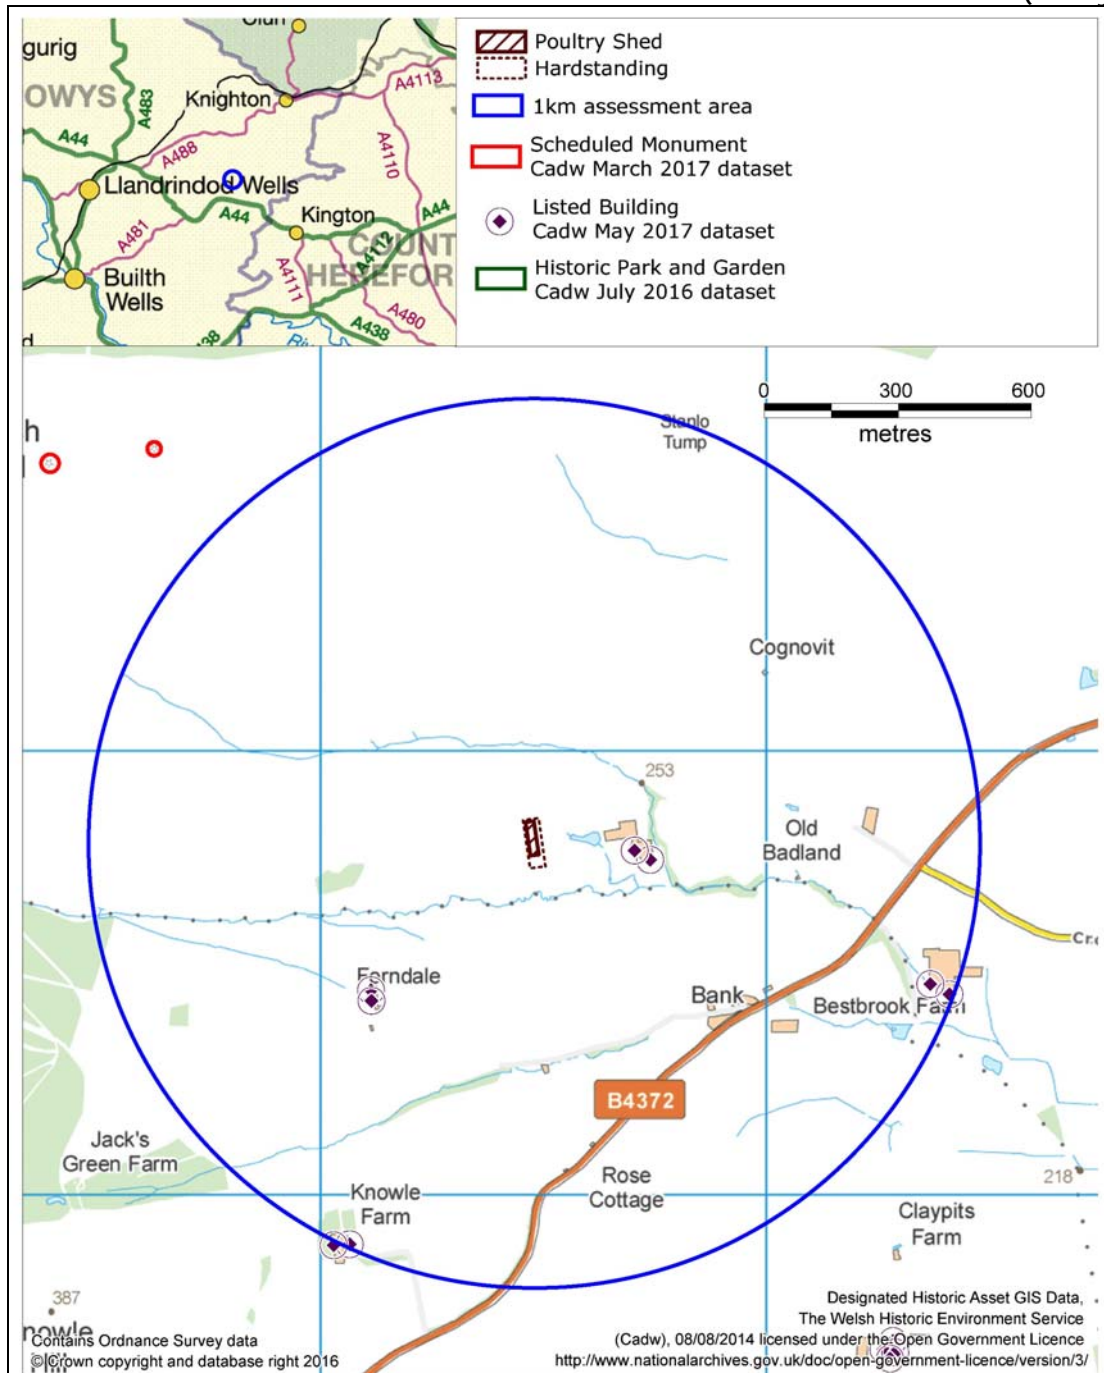 Clun
gurig
OWYS
A483
Knighton
A4113
A44
A488
A4110
Llandrindod Wells
A44
Kington
A44
A481
COUNT
HEREFOR
A4112
Builth
Wells
A4111
A480
A438
Poultry Shed
Hardstanding
1km assessment area
Scheduled Monument
Cadw March 2017 dataset
Listed Building
Cadw May 2017 dataset
Historic Park and Garden
Cadw July 2016 dataset
0 300 600
metres
h
Stanlo
Tump
Cognovit
253
Old
Badland
Ferndale
Bank
Bestbrook Farm
B4372
Jack's
Green Farm
Knowle
Farm
Rose
Cottage
218
Claypits
Farm
387
nowle
Hill
Designated Historic Asset GIS Data,
The Welsh Historic Environment Service
(Cadw), 08/08/2014 licensed under the Open Government Licence
http://www.nationalarchives.gov.uk/doc/open-government-licence/version/3/
Contains Ordnance Survey data
© Crown copyright and database right 2016